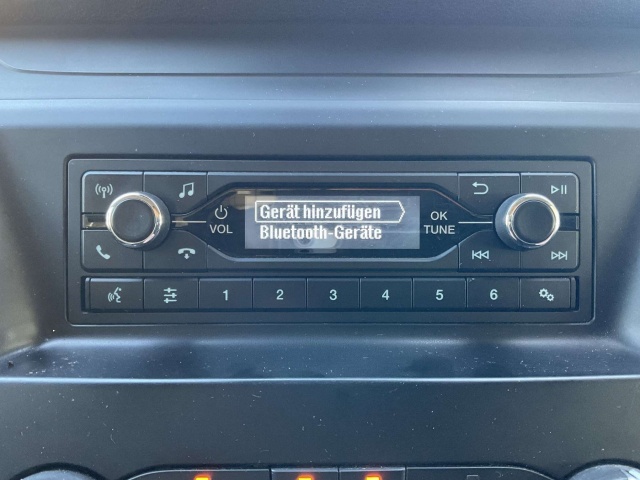 Gerät hinzufügen
Bluetooth-Geräte
VOL
OK
TUNE
1 2 3 4 5 6